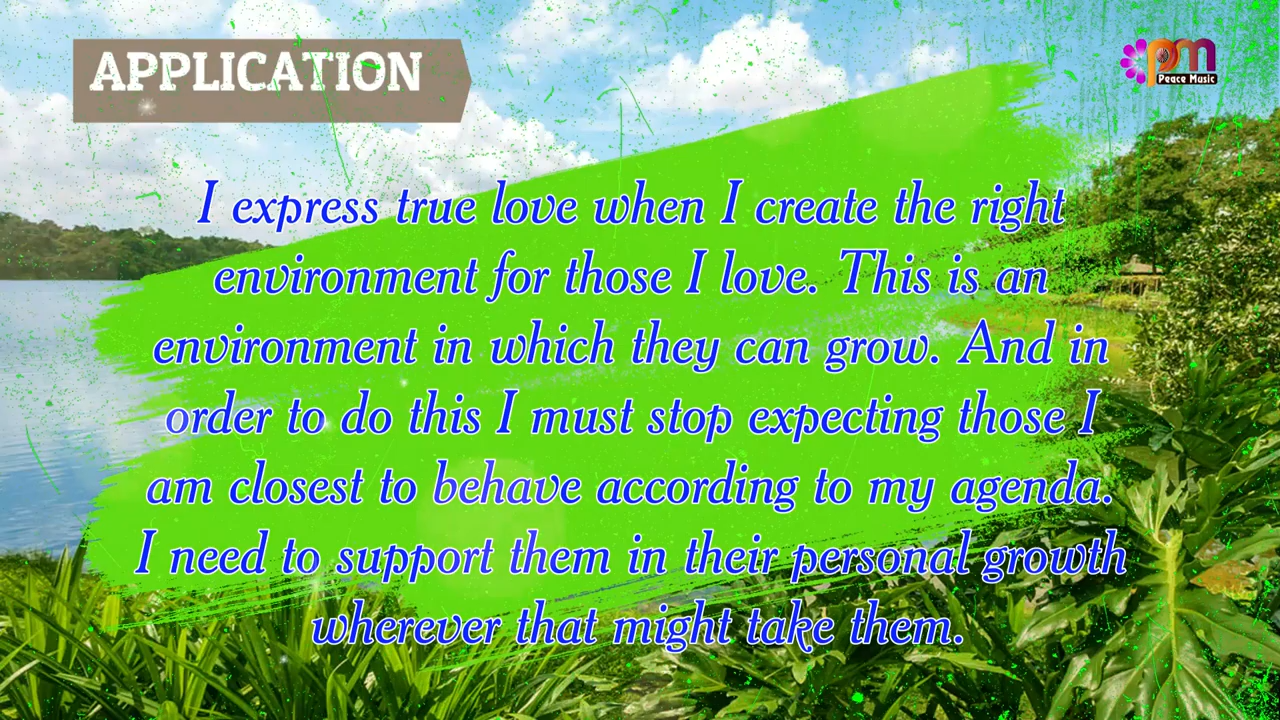 APPLICATION
pm
Peace Music
I express true love when I create the right
environment for those I love. This is an
environment in which they can grow. And in
order to do this I must stop expecting those I
am closest to behave according to my agenda.
I need to support them in their personal growth
wherever that might take them.